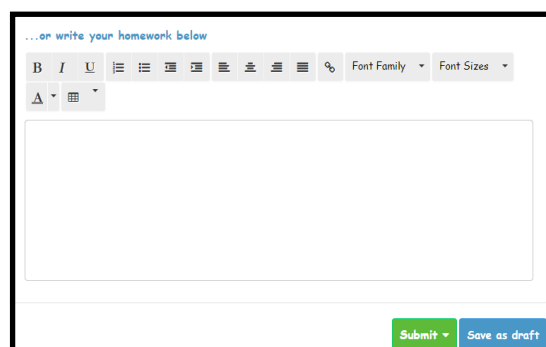 ...or write your homework below
B I U Font Family Font Sizes
A
Submit Save as draft